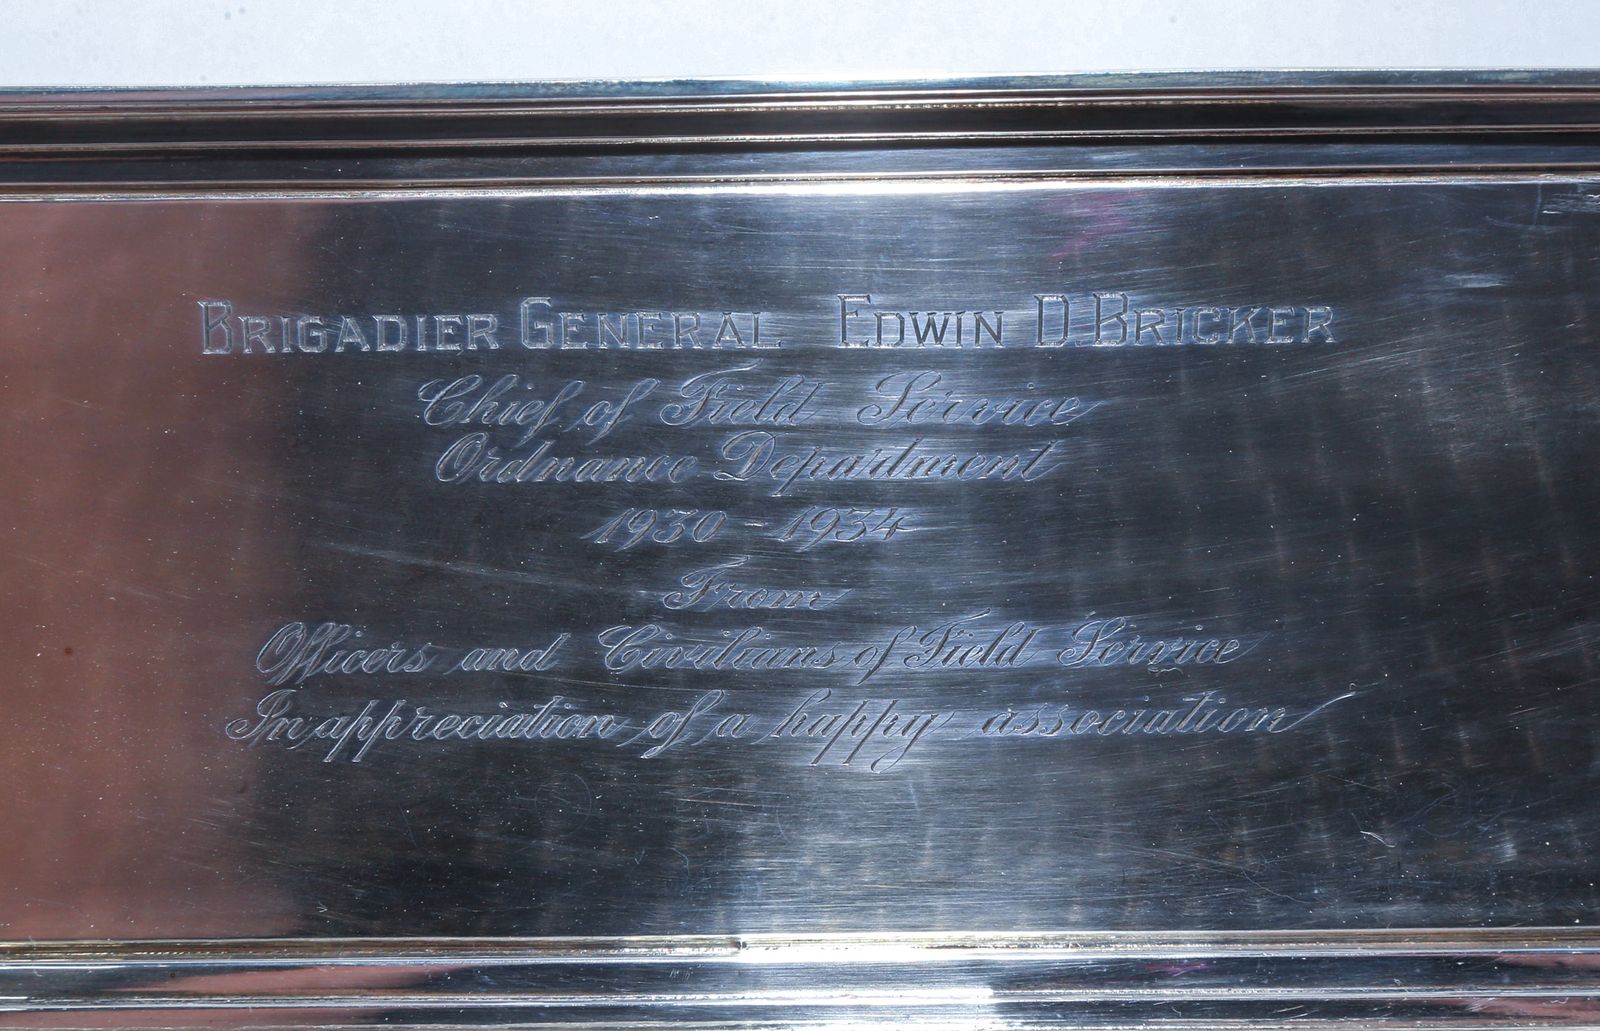 BRIGADIER GENERAL EDWIN D. BRICKER
Chief of Field Service
Ordnance Department
1930 - 1934
From
Officers and Civilians of Field Service
In appreciation of a happy association